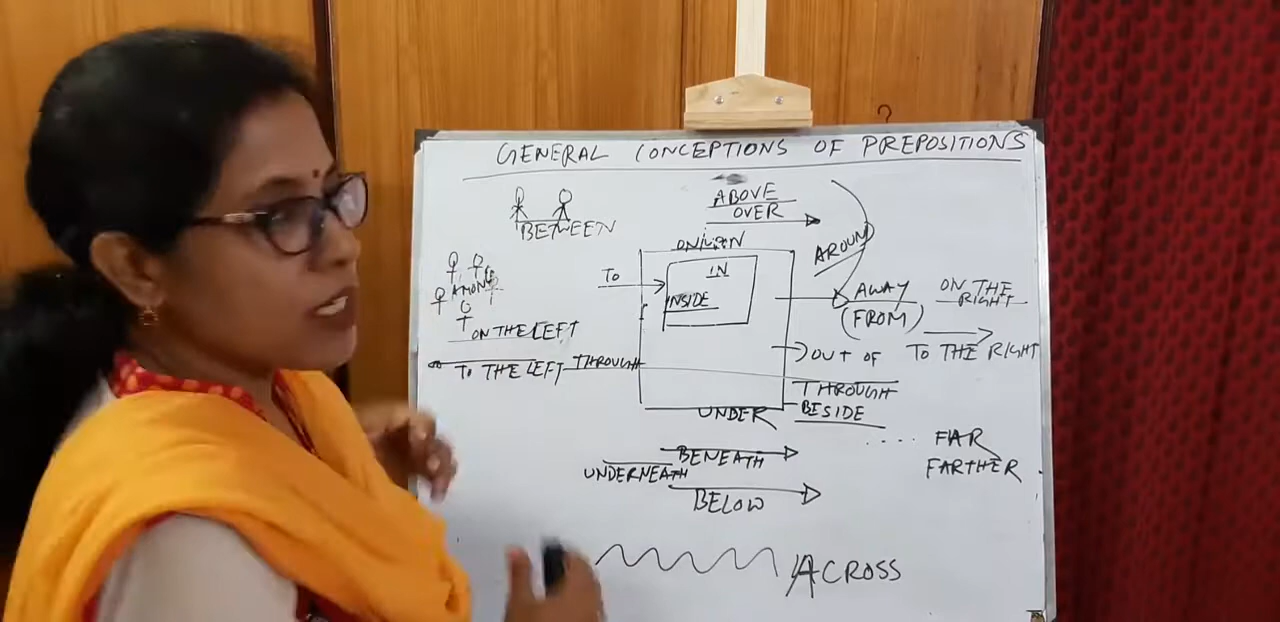 GENERAL CONCEPTIONS OF PREPOSITIONS
BETWEEN
ABOVE
OVER
AROUND
ON/UPON
AMONG
TO
IN
INSIDE
AWAY
(FROM)
ON THE
RIGHT
ON THE LEFT
TO THE LEFT
THROUGH
OUT OF
TO THE RIGHT
THROUGH
BESIDE
UNDER
.... FAR
FARTHER
BENEATH
UNDERNEATH
BELOW
ACROSS